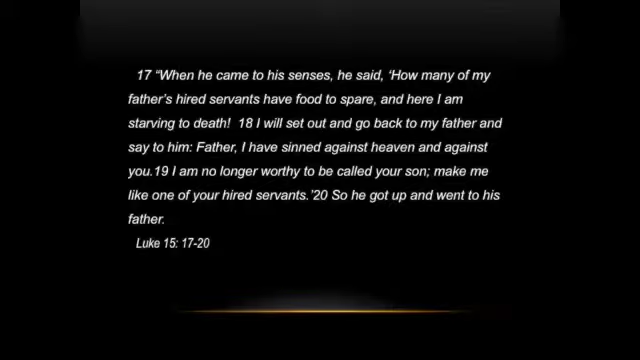 17 “When he came to his senses, he said, ‘How many of my
father’s hired servants have food to spare, and here I am
starving to death!  18 I will set out and go back to my father and
say to him: Father, I have sinned against heaven and against
you.19 I am no longer worthy to be called your son; make me
like one of your hired servants.’20 So he got up and went to his
father.
Luke 15: 17-20